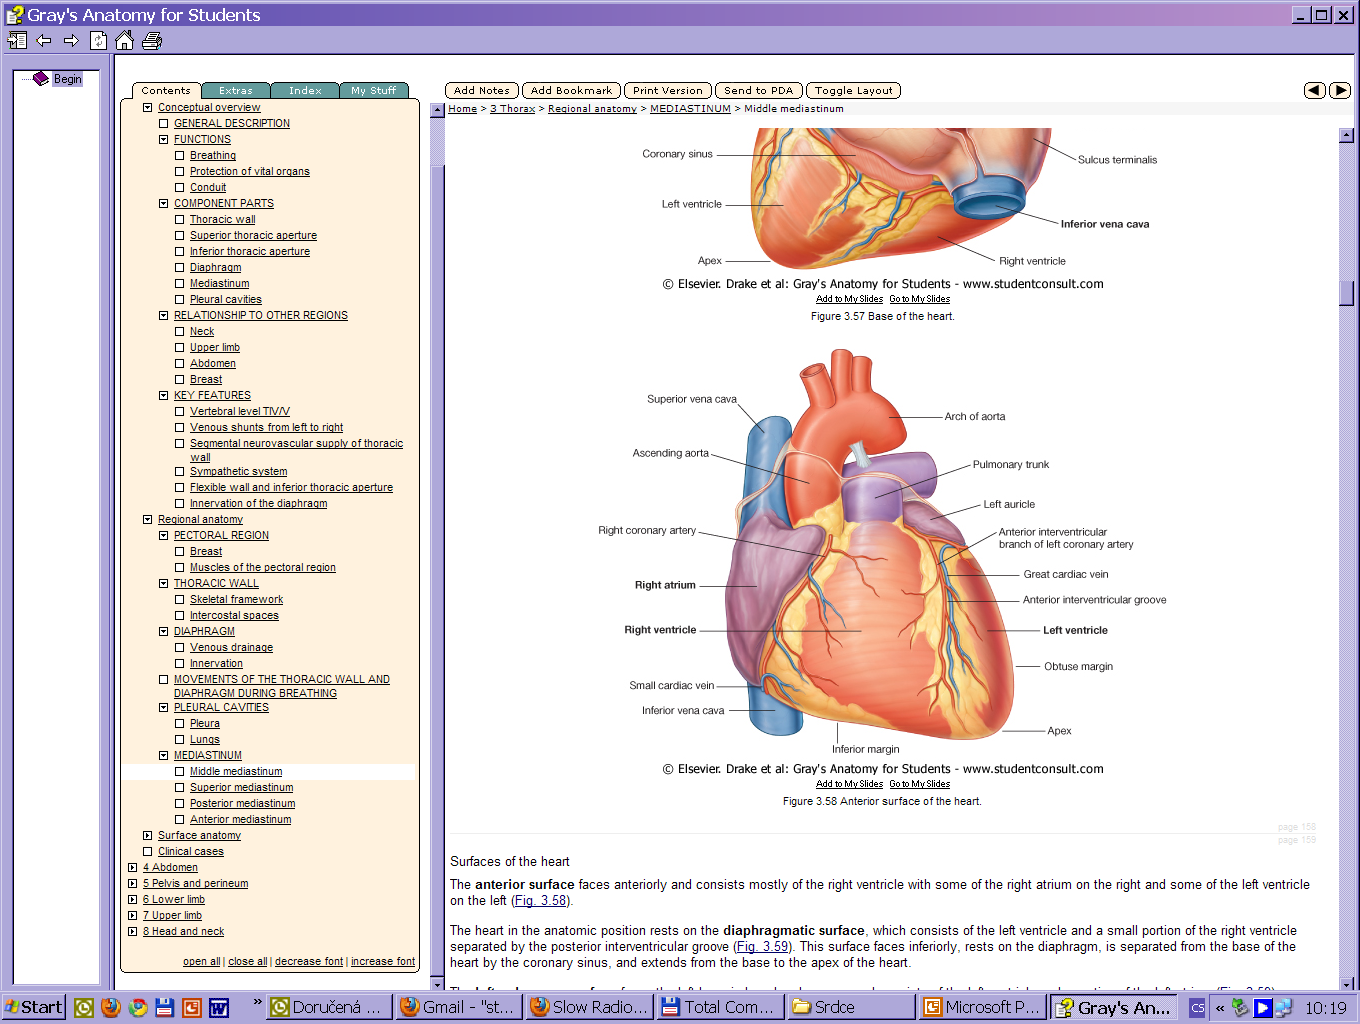 Gray's Anatomy for Students
Begin
Contents
Extras
Index
My Stuff
Conceptual overview
GENERAL DESCRIPTION
FUNCTIONS
Breathing
Protection of vital organs
Conduit
COMPONENT PARTS
Thoracic wall
Superior thoracic aperture
Inferior thoracic aperture
Diaphragm
Mediastinum
Pleural cavities
RELATIONSHIP TO OTHER REGIONS
Neck
Upper limb
Abdomen
Breast
KEY FEATURES
Vertebral level TIV/V
Venous shunts from left to right
Segmental neurovascular supply of thoracic
wall
Sympathetic system
Flexible wall and inferior thoracic aperture
Innervation of the diaphragm
Regional anatomy
PECTORAL REGION
Breast
Muscles of the pectoral region
THORACIC WALL
Skeletal framework
Intercostal spaces
DIAPHRAGM
Venous drainage
Innervation
MOVEMENTS OF THE THORACIC WALL AND
DIAPHRAGM DURING BREATHING
PLEURAL CAVITIES
Pleura
Lungs
MEDIASTINUM
Middle mediastinum
Superior mediastinum
Posterior mediastinum
Anterior mediastinum
Surface anatomy
Clinical cases
4 Abdomen
5 Pelvis and perineum
6 Lower limb
7 Upper limb
8 Head and neck
open all | close all | decrease font | increase font
Add Notes
Add Bookmark
Print Version
Send to PDA
Toggle Layout
Home > 3 Thorax > Regional anatomy > MEDIASTINUM > Middle mediastinum
Coronary sinus
Sulcus terminalis
Left ventricle
Inferior vena cava
Apex
Right ventricle
© Elsevier. Drake et al: Gray's Anatomy for Students - www.studentconsult.com
Add to My Slides Go to My Slides
Figure 3.57 Base of the heart.
Superior vena cava
Arch of aorta
Ascending aorta
Pulmonary trunk
Left auricle
Right coronary artery
Anterior interventricular
branch of left coronary artery
Great cardiac vein
Right atrium
Anterior interventricular groove
Right ventricle
Left ventricle
Obtuse margin
Small cardiac vein
Inferior vena cava
Apex
Inferior margin
© Elsevier. Drake et al: Gray's Anatomy for Students - www.studentconsult.com
Add to My Slides Go to My Slides
Figure 3.58 Anterior surface of the heart.
page 158
page 159
Surfaces of the heart
The anterior surface faces anteriorly and consists mostly of the right ventricle with some of the right atrium on the right and some of the left ventricle
on the left (Fig. 3.58).
The heart in the anatomic position rests on the diaphragmatic surface, which consists of the left ventricle and a small portion of the right ventricle
separated by the posterior interventricular groove (Fig. 3.59). This surface faces inferiorly, rests on the diaphragm, is separated from the base of the
heart by the coronary sinus, and extends from the base to the apex of the heart.
Start
»
Doručená ...
Gmail - "st...
Slow Radio...
Total Com...
Srdce
Microsoft P...
Gray's An...
CS
«
10:19